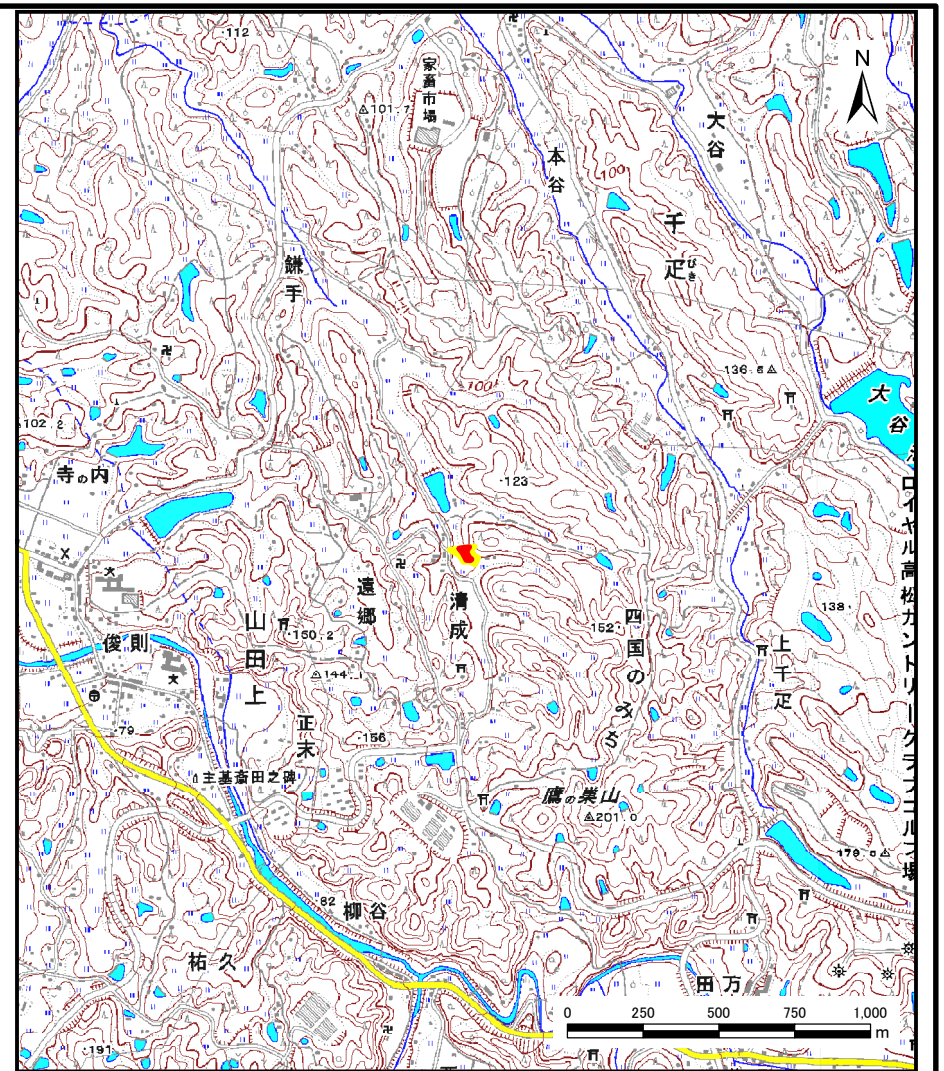 112
家畜市場
101.7
N
大谷
本谷
100
千疋
びき
鎌手
136.5
100
大谷
102.2
寺の内
123
ロイヤル高松カントリークラブゴルフ場
遠郷
清成
山田上
150.2
152
四国のみち
138
上千疋
俊則
144
正末
156
79
主基斎田之碑
鷹の巣山
201.0
179.5
62
柳谷
祐久
田万
0 250 500 750 1,000
m
191